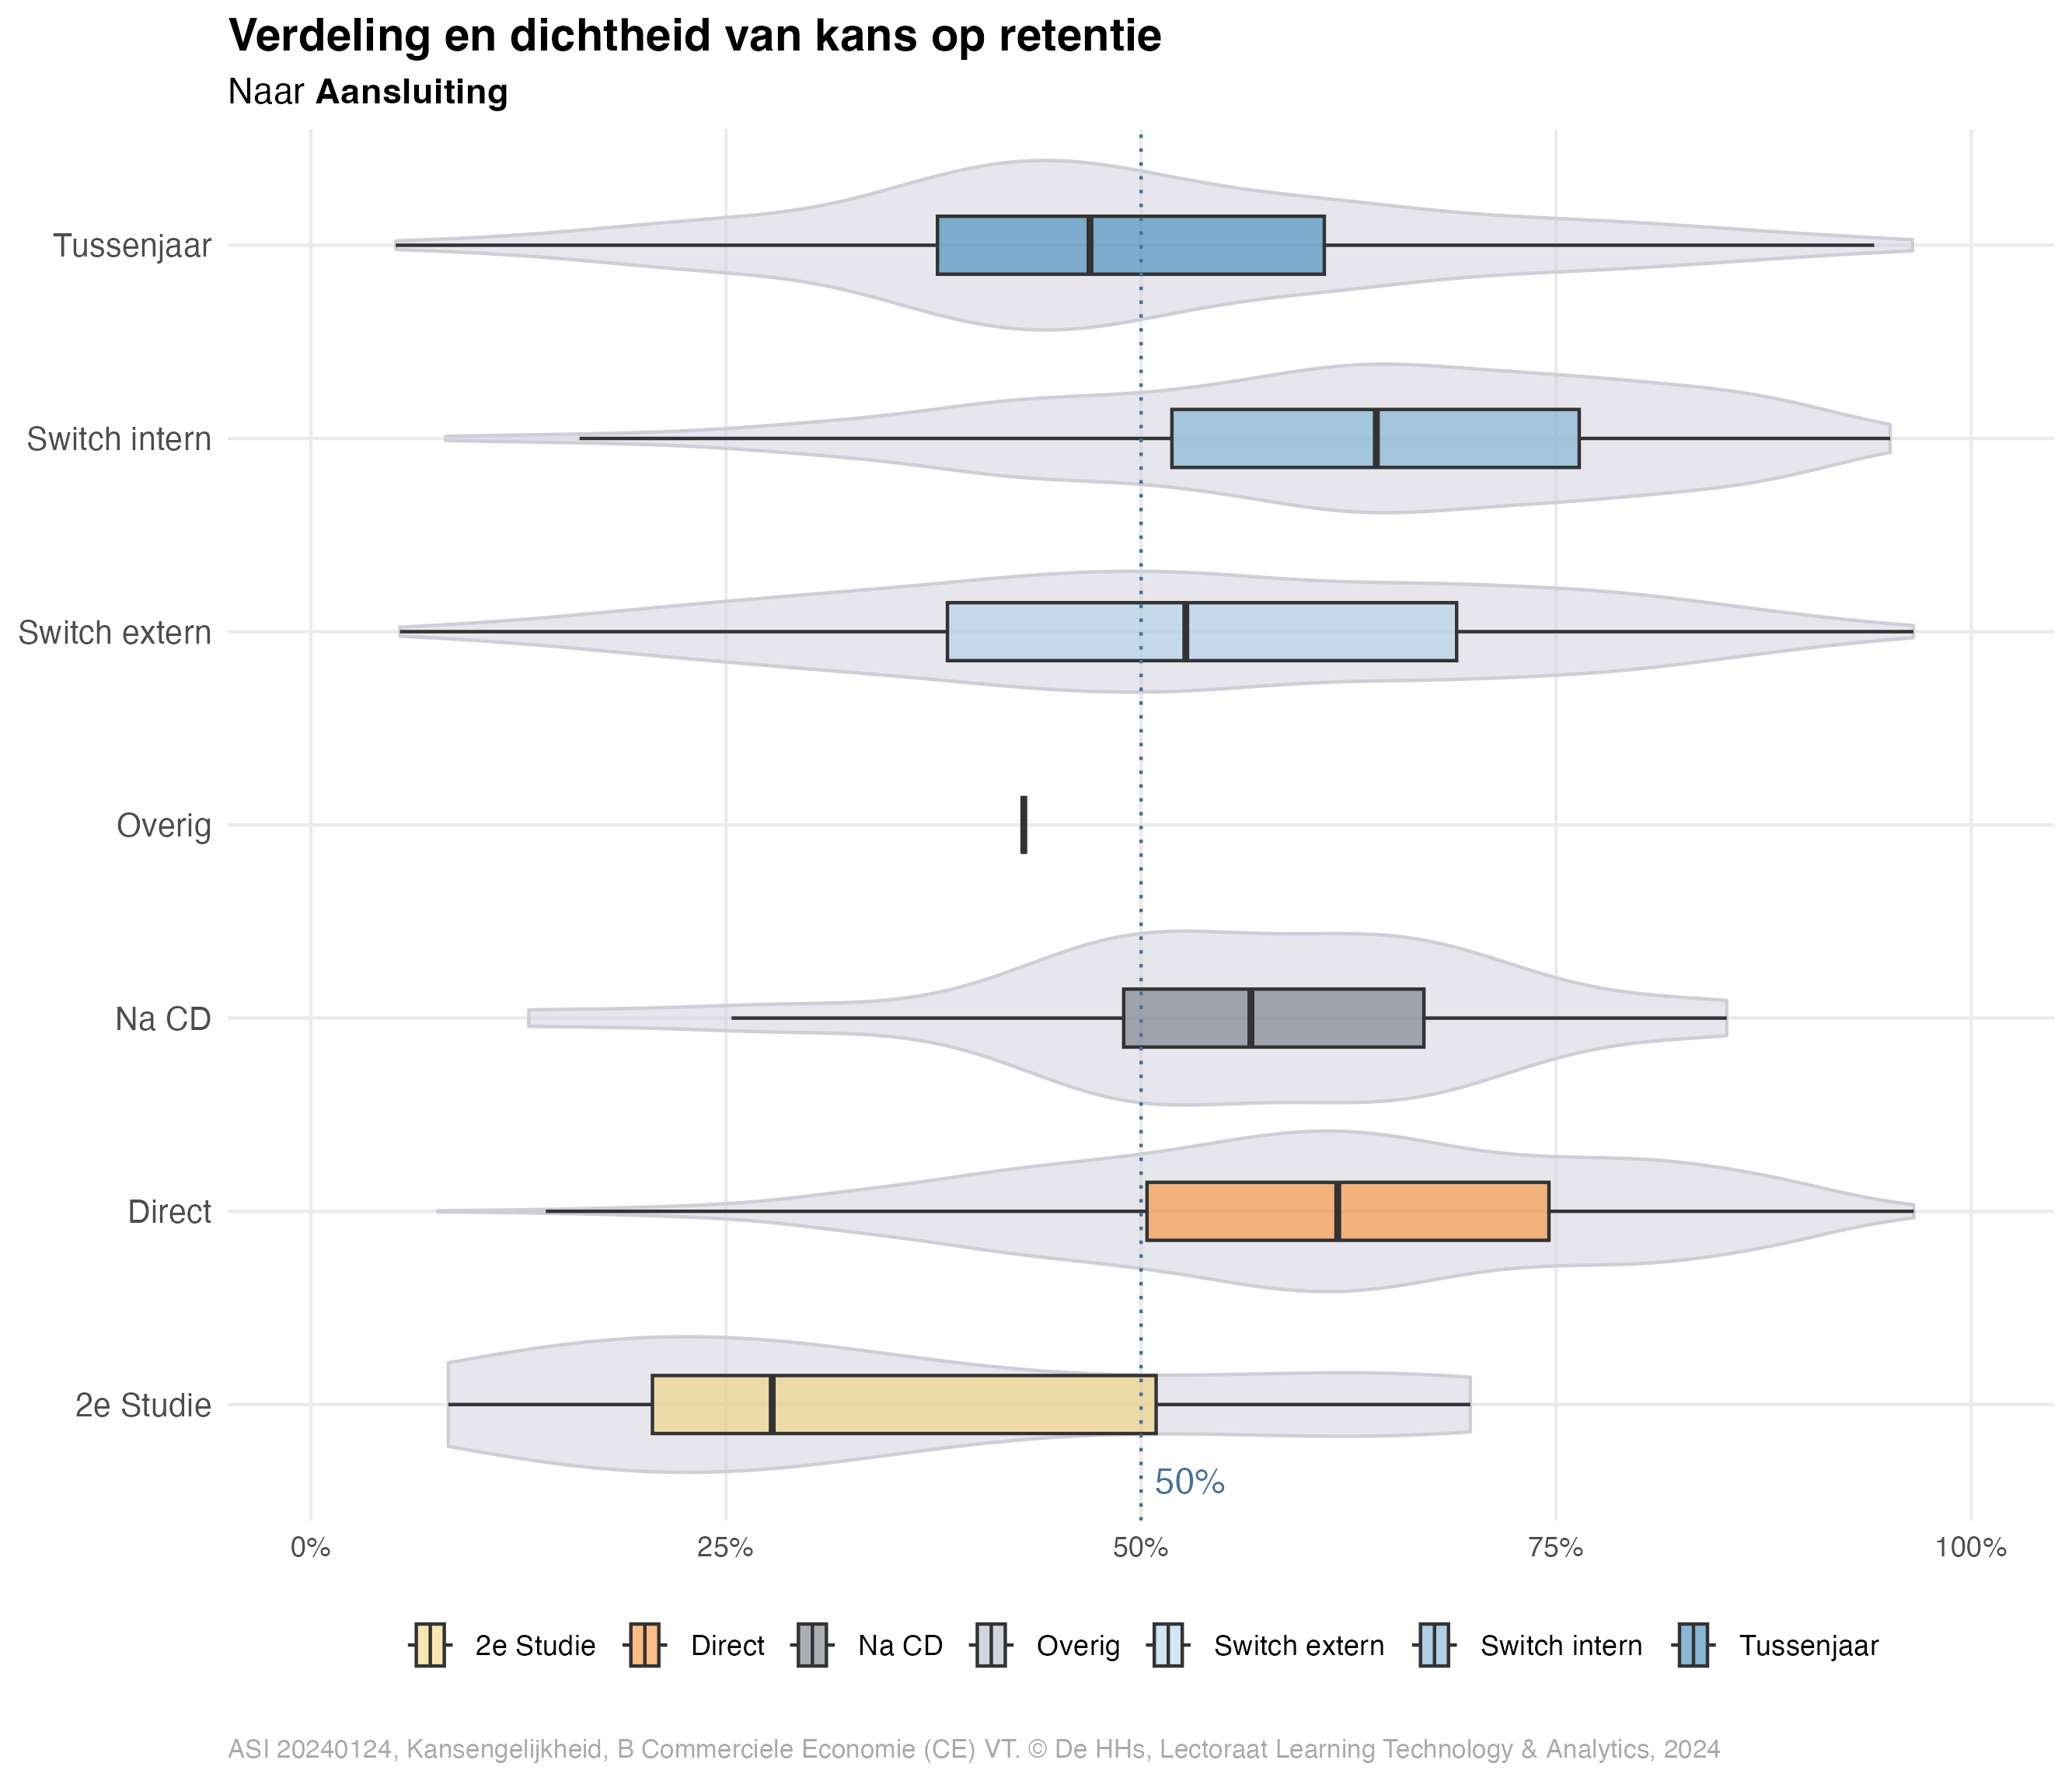 Verdeling en dichtheid van kans op retentie
Naar Aansluiting
Tussenjaar
Switch intern
Switch extern
Overig
Na CD
Direct
2e Studie
50%
0% 25% 50% 75% 100%
2e Studie Direct Na CD Overig Switch extern Switch intern Tussenjaar
ASI 20240124, Kansengelijkheid, B Commerciele Economie (CE) VT. © De HHs, Lectoraat Learning Technology & Analytics, 2024